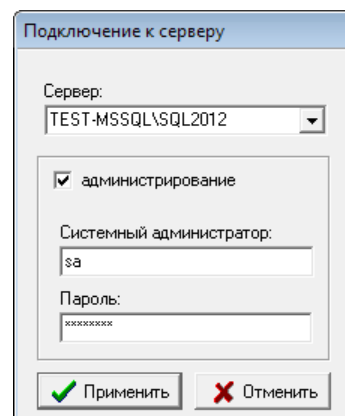 Подключение к серверу
Сервер:
TEST-MSSQL\SQL2012
администрирование
Системный администратор:
sa
Пароль:
××××××××
Применить Отменить